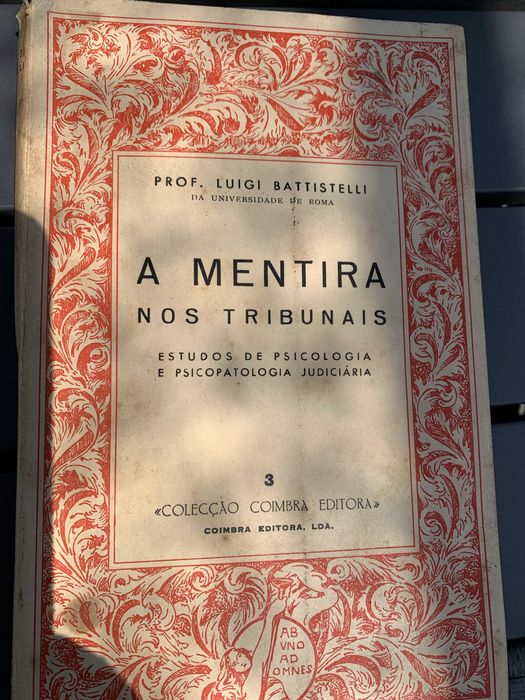 PROF. LUIGI BATTISTELLI
DA UNIVERSIDADE DE ROMA
A MENTIRA
NOS TRIBUNAIS
ESTUDOS DE PSICOLOGIA
E PSICOPATOLOGIA JUDICIÁRIA
3
«COLECÇÃO COIMBRA EDITORA»
COIMBRA EDITORA, LDA.
AB
VNO
AD
OMNES